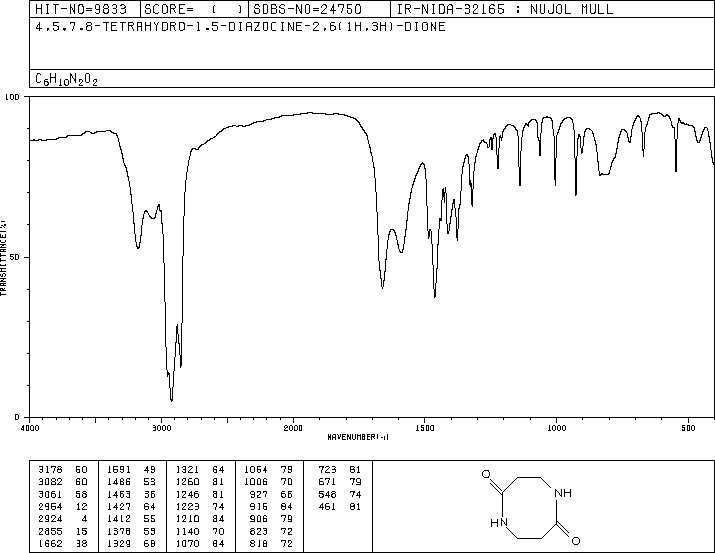 HIT-NO=9833 SCORE= ( ) SDBS-NO=24750 IR-NIDA-32165 : NUJOL MULL
4,5,7,8-TETRAHYDRO-1,5-DIAZOCINE-2,6(1H,3H)-DIONE
C6H10N2O2
100
50
0
TRANSMITTANCE(%)
4000 3000 2000 1500 1000 500
WAVENUMBER(-1)
3178 60 1591 49 1321 64 1064 79 723 81
3082 60 1486 53 1260 81 1006 70 671 79
3061 58 1463 36 1246 81 927 66 548 74
2954 12 1427 64 1223 74 916 84 461 81
2924 4 1412 55 1210 84 906 79
2855 15 1378 53 1140 70 823 72
1662 38 1329 68 1070 84 818 72
O
NH
HN
O